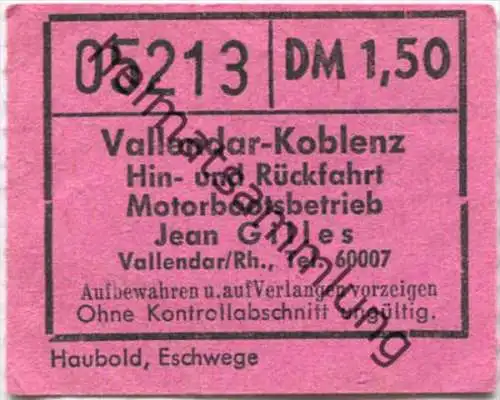 05213 DM 1,50
Vallendar-Koblenz
Hin- und Rückfahrt
Motorbootsbetrieb
Jean Gilles
Vallendar/Rh., Tel. 60007
Aufbewahren u. auf Verlangen vorzeigen
Ohne Kontrollabschnitt ungültig.
Haubold, Eschwege
heimatsammlung